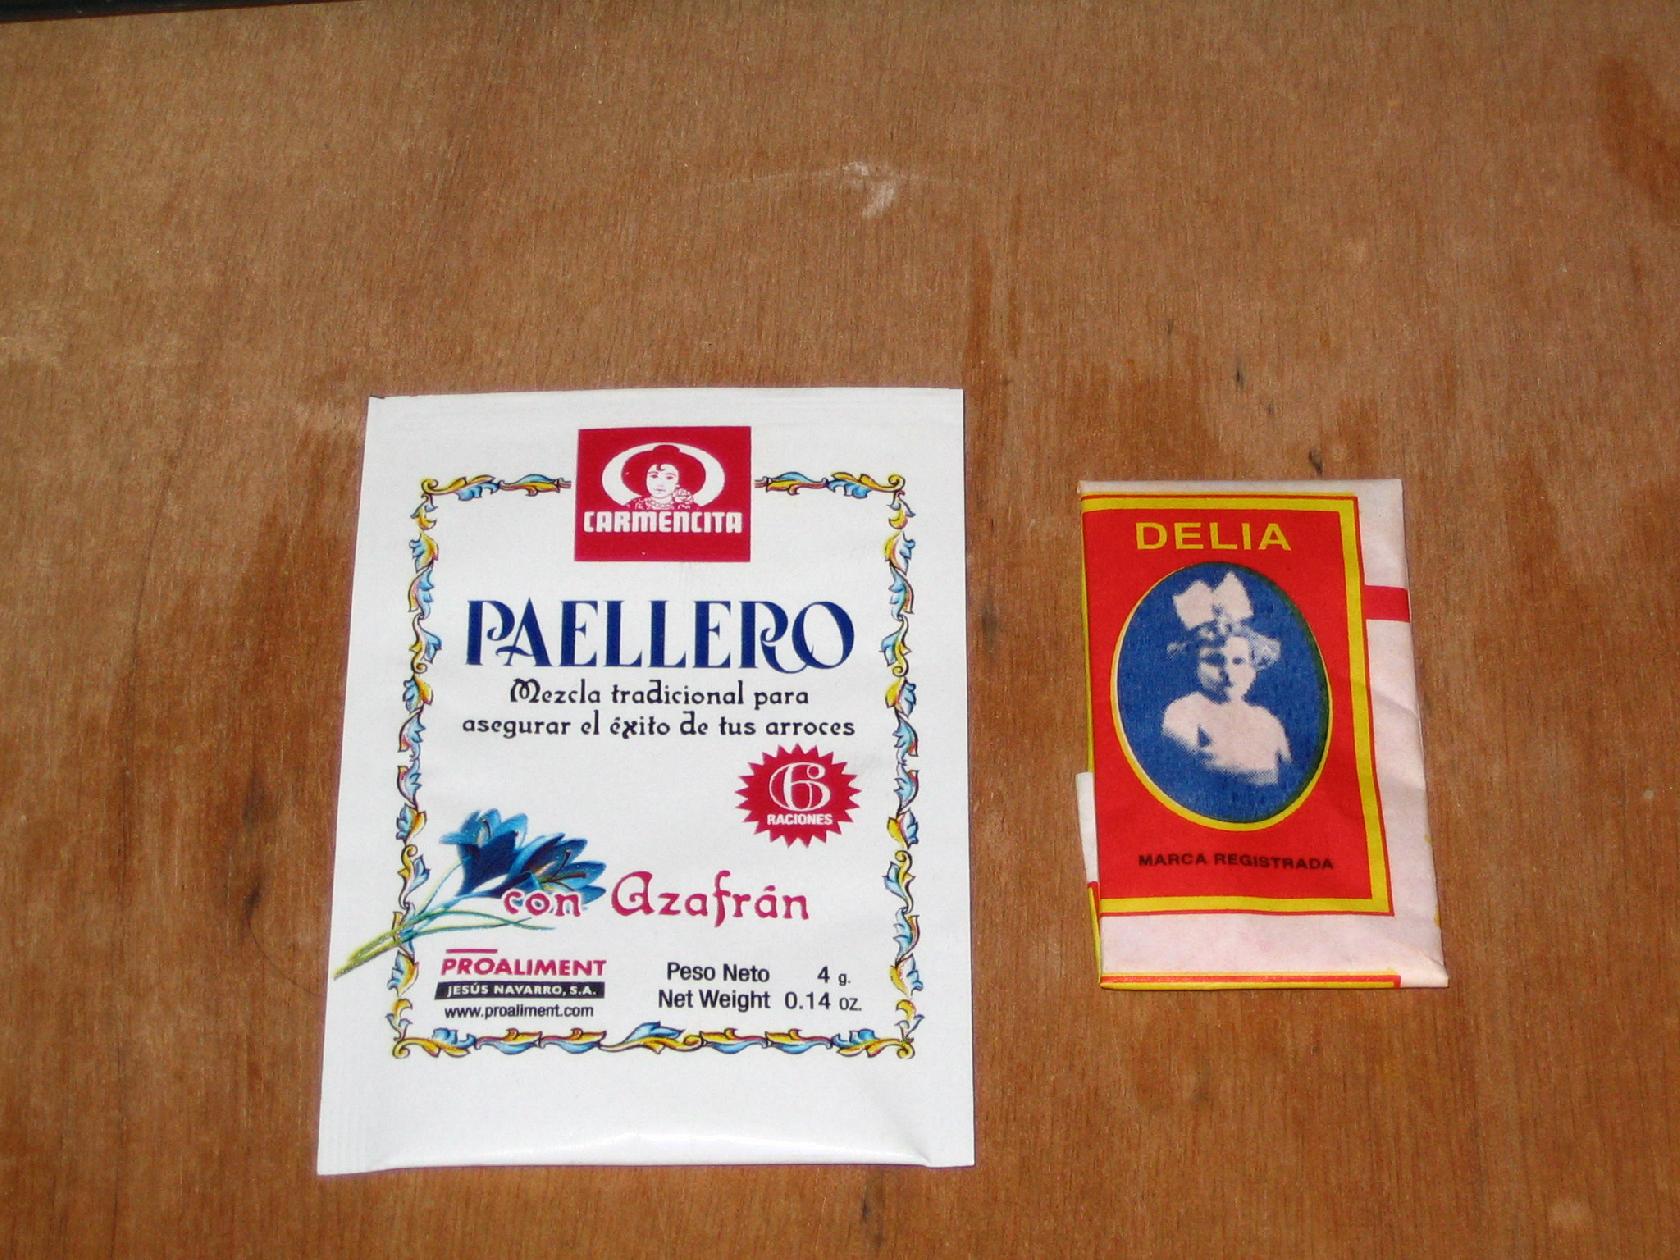 CARMENCITA
PAELLERO
Mezcla tradicional para
asegurar el éxito de tus arroces
6
RACIONES
con Azafrán
PROALIMENT
JESÚS NAVARRO, S.A.
www.proaliment.com
Peso Neto 4 g.
Net Weight 0.14 oz.
DELIA
MARCA REGISTRADA